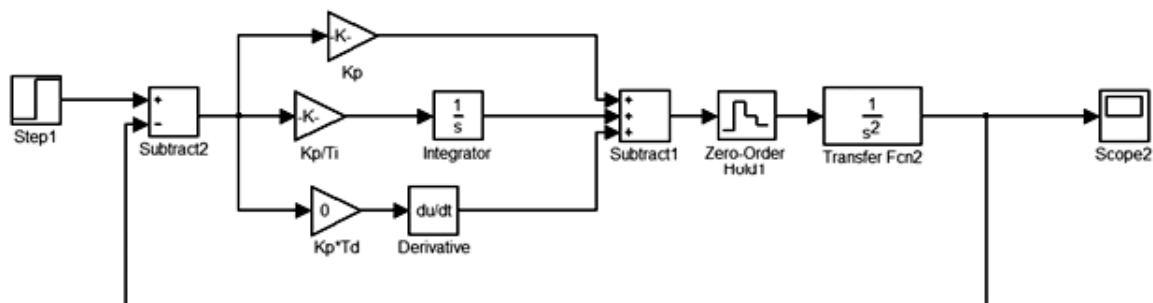 -K-
Kp
+
-
Step1
Subtract2
-K-
Kp/Ti
1
s
Integrator
+
+
+
Subtract1
Zero-Order
Hold1
1
s2
Transfer Fcn2
Scope2
0
Kp*Td
du/dt
Derivative